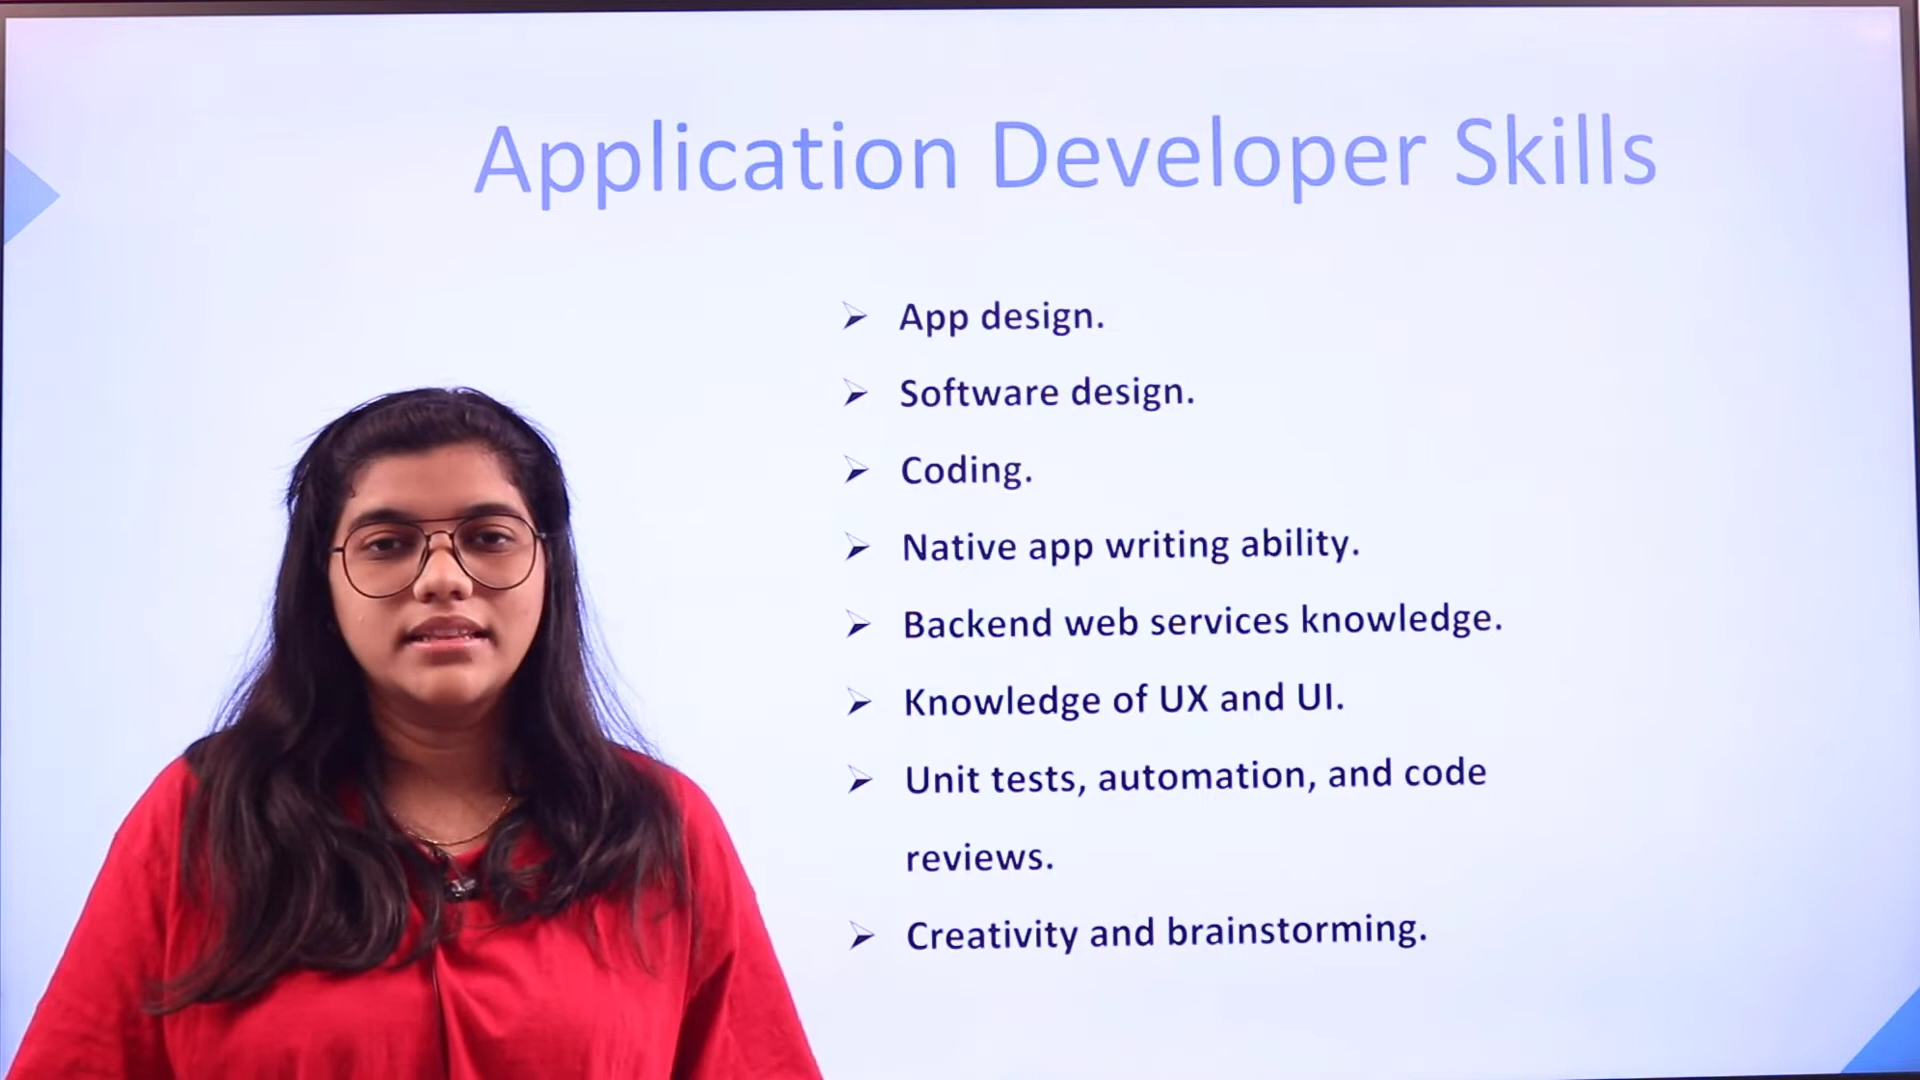 Application Developer Skills
App design.
Software design.
Coding.
Native app writing ability.
Backend web services knowledge.
Knowledge of UX and UI.
Unit tests, automation, and code
reviews.
Creativity and brainstorming.